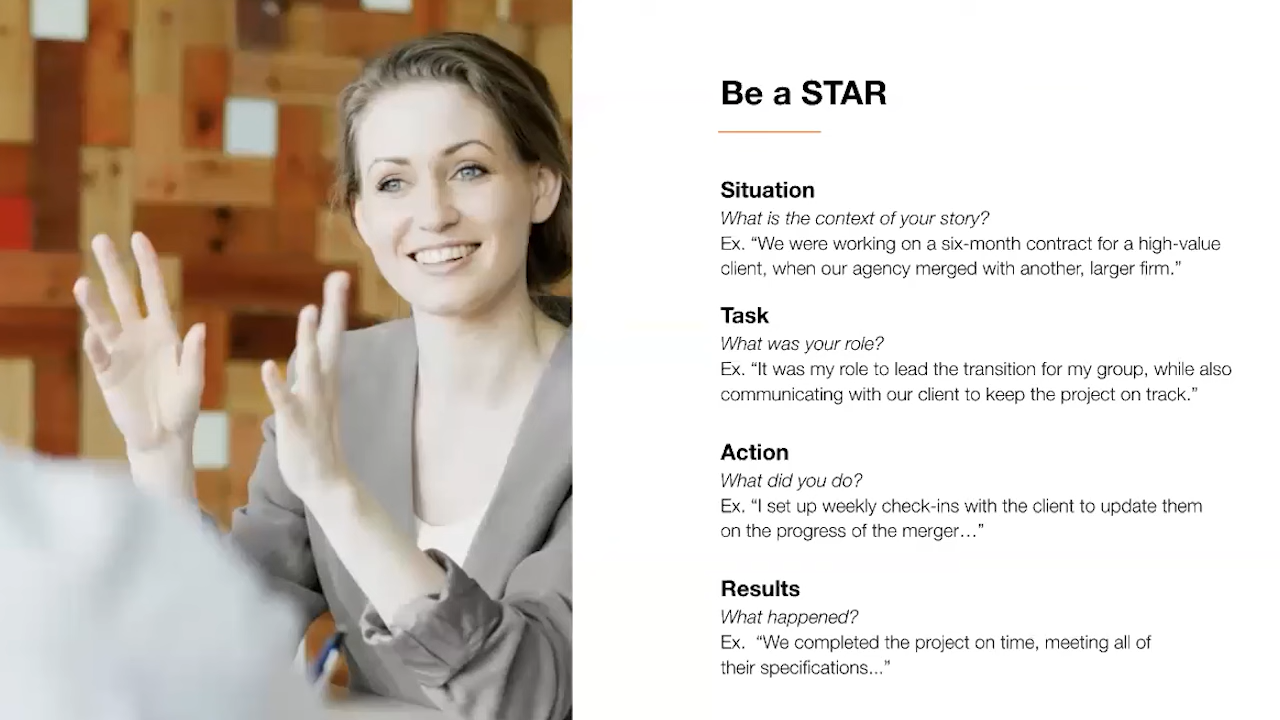 Be a STAR
Situation
What is the context of your story?
Ex. “We were working on a six-month contract for a high-value
client, when our agency merged with another, larger firm.”
Task
What was your role?
Ex. “It was my role to lead the transition for my group, while also
communicating with our client to keep the project on track.”
Action
What did you do?
Ex. “I set up weekly check-ins with the client to update them
on the progress of the merger…”
Results
What happened?
Ex.  “We completed the project on time, meeting all of
their specifications...”